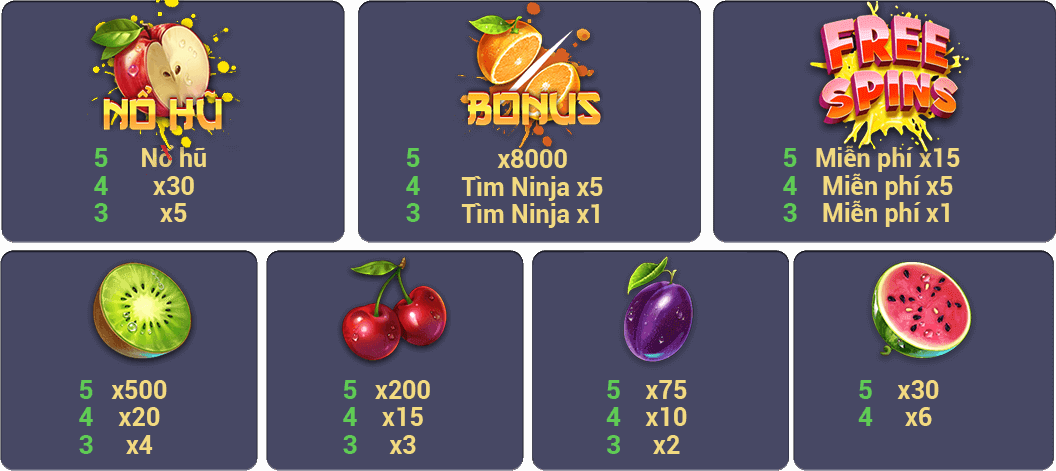 NỔ HŨ
5 Nổ hũ
4 x30
3 x5
BONUS
5 x8000
4 Tìm Ninja x5
3 Tìm Ninja x1
FREE
SPINS
5 Miễn phí x15
4 Miễn phí x5
3 Miễn phí x1
5 x500
4 x20
3 x4
5 x200
4 x15
3 x3
5 x75
4 x10
3 x2
5 x30
4 x6